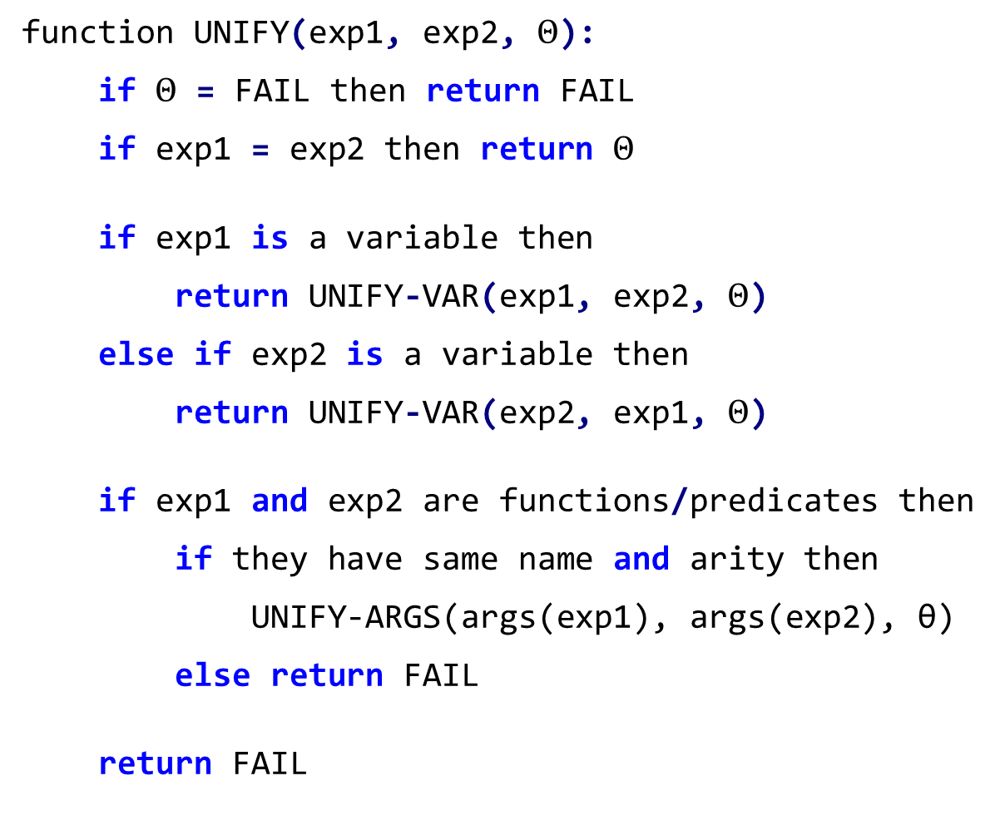 function UNIFY(exp1, exp2, Θ):
if Θ = FAIL then return FAIL
if exp1 = exp2 then return Θ
if exp1 is a variable then
return UNIFY-VAR(exp1, exp2, Θ)
else if exp2 is a variable then
return UNIFY-VAR(exp2, exp1, Θ)
if exp1 and exp2 are functions/predicates then
if they have same name and arity then
UNIFY-ARGS(args(exp1), args(exp2), θ)
else return FAIL
return FAIL